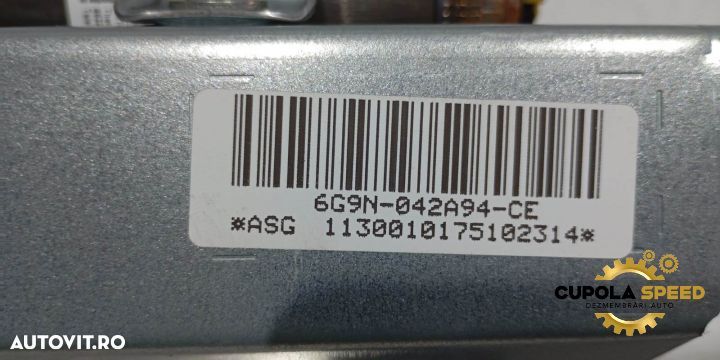 6G9N-042A94-CE
*ASG 1130010175102314*
CUPOLA SPEED
DEZMEMBRĂRI AUTO
AUTOVIT.RO